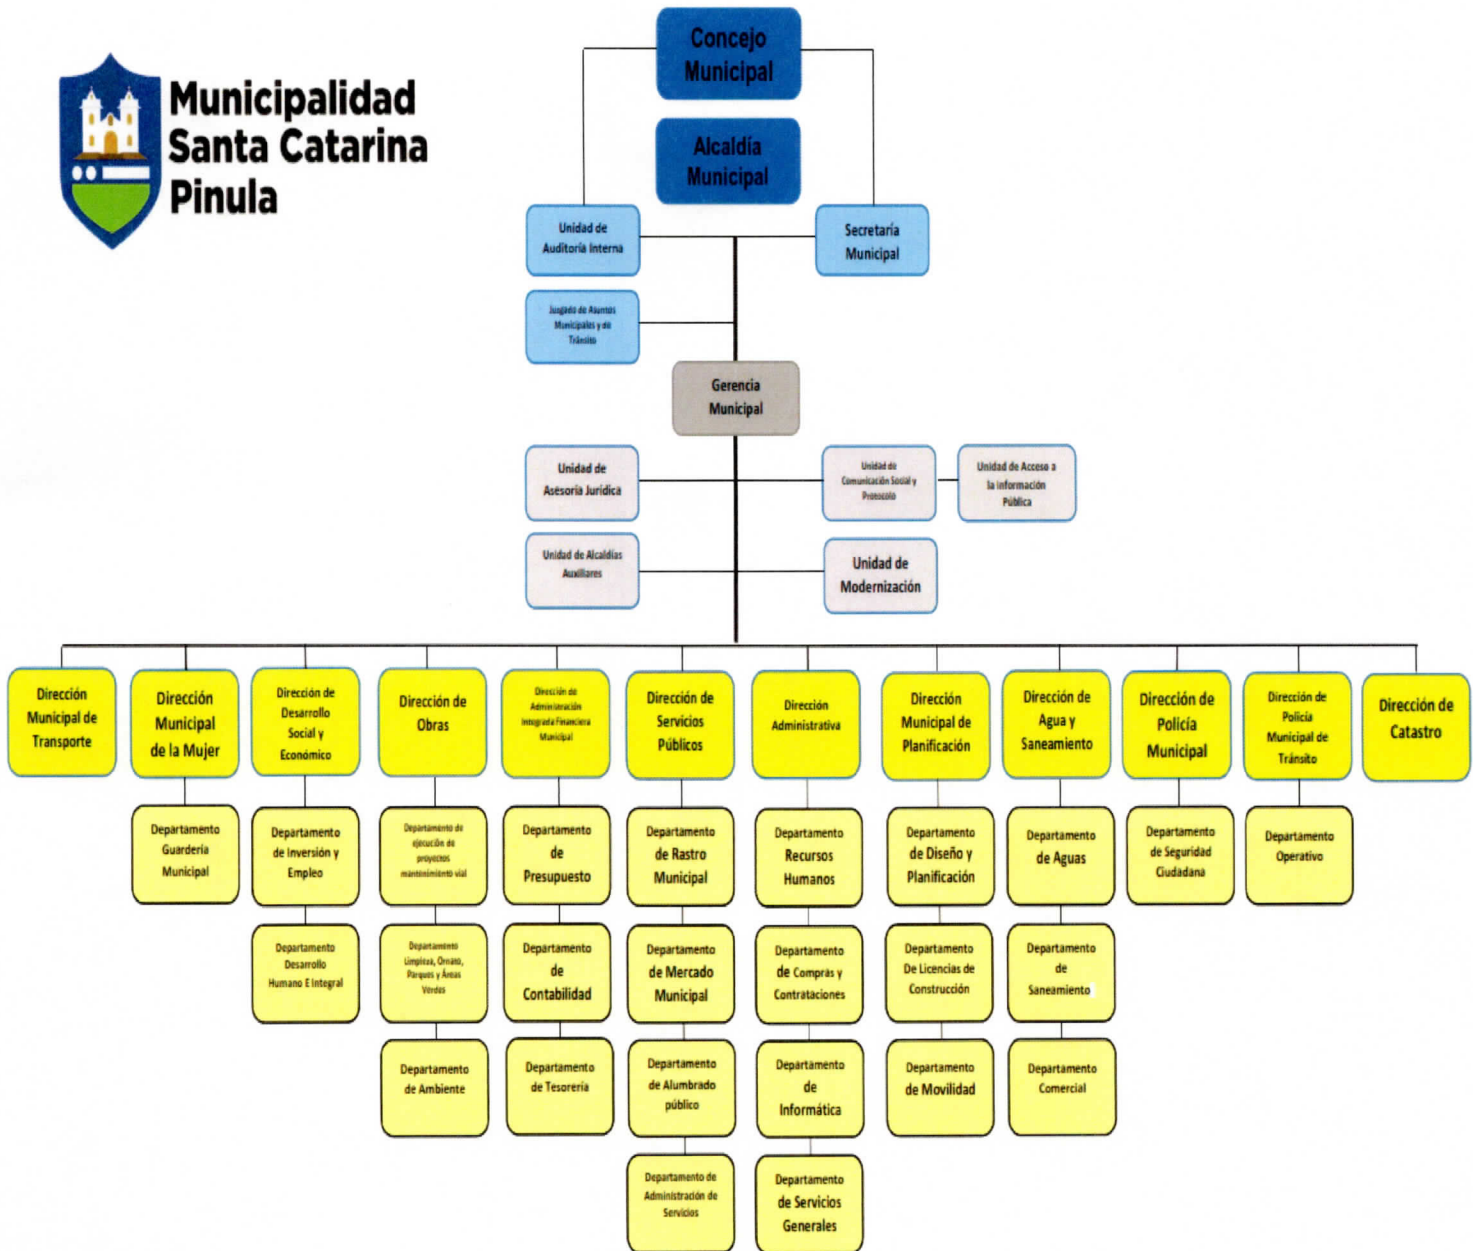 Municipalidad
Santa Catarina
Pinula
Concejo
Municipal
Alcaldía
Municipal
Unidad de
Auditoría Interna
Secretaría
Municipal
Juzgado de Asuntos
Municipales y de
Tránsito
Gerencia
Municipal
Unidad de
Asesoría Jurídica
Unidad de
Comunicación Social y
Protocolo
Unidad de Acceso a
la Información
Pública
Unidad de Alcaldías
Auxiliares
Unidad de
Modernización
Dirección
Municipal de
Transporte
Dirección
Municipal
de la Mujer
Dirección de
Desarrollo
Social y
Económico
Dirección de
Obras
Dirección de
Administración
Integrada Financiera
Municipal
Dirección de
Servicios
Públicos
Dirección
Administrativa
Dirección
Municipal de
Planificación
Dirección de
Agua y
Saneamiento
Dirección de
Policía
Municipal
Dirección de
Policía
Municipal de
Tránsito
Dirección de
Catastro
Departamento
Guardería
Municipal
Departamento
de Inversión y
Empleo
Departamento de
ejecución de
proyectos
mantenimiento vial
Departamento
de
Presupuesto
Departamento
de Rastro
Municipal
Departamento
Recursos
Humanos
Departamento
de Diseño y
Planificación
Departamento
de Aguas
Departamento
de Seguridad
Ciudadana
Departamento
Operativo
Departamento
Desarrollo
Humano E Integral
Departamento
Limpieza, Ornato,
Parques y Áreas
Verdes
Departamento
de
Contabilidad
Departamento
de Mercado
Municipal
Departamento
de Compras y
Contrataciones
Departamento
De Licencias de
Construcción
Departamento
de
Saneamiento
Departamento
de Ambiente
Departamento
de Tesorería
Departamento
de Alumbrado
público
Departamento
de
Informática
Departamento
de Movilidad
Departamento
Comercial
Departamento de
Administración de
Servicios
Departamento
de Servicios
Generales